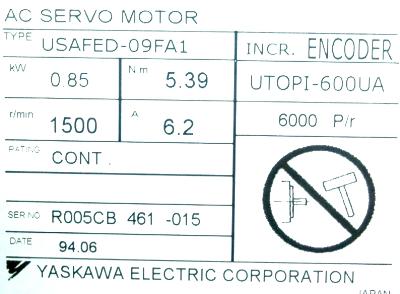 AC SERVO MOTOR
TYPE USAFED-09FA1
INCR. ENCODER
kW 0.85 N m 5.39
UTOPI-600UA
r/min 1500 A 6.2
6000 P/r
RATING CONT.
SER NO R005CB 461 -015
DATE 94.06
YASKAWA ELECTRIC CORPORATION
JAPAN